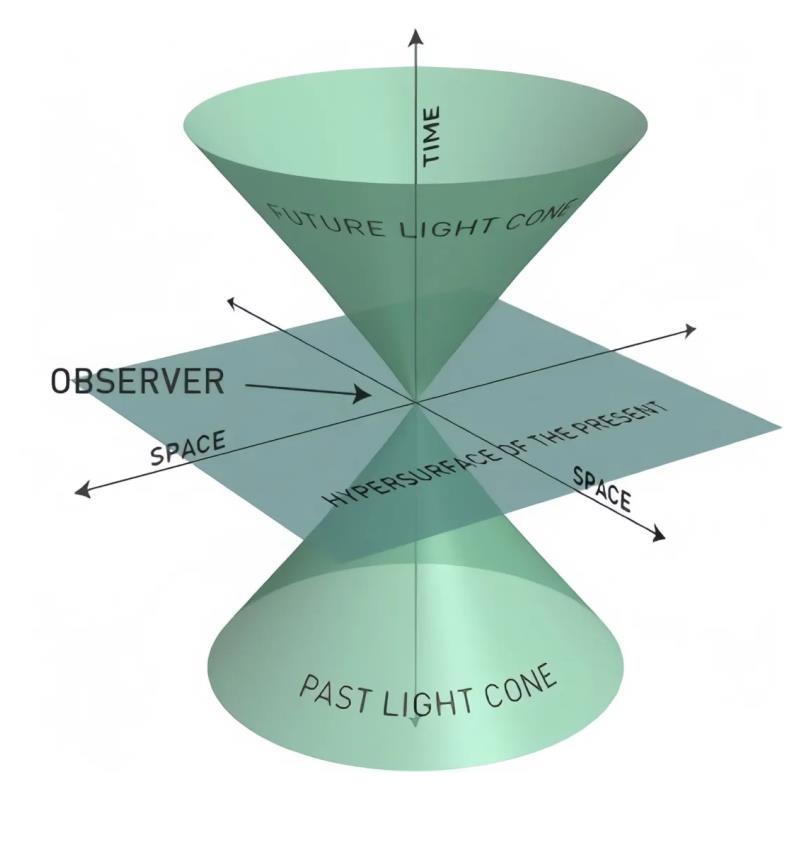 TIME
FUTURE LIGHT CONE
OBSERVER
SPACE
HYPERSURFACE OF THE PRESENT
SPACE
PAST LIGHT CONE